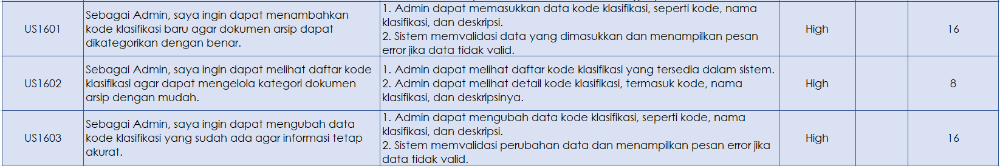 US1601
Sebagai Admin, saya ingin dapat menambahkan
kode klasifikasi baru agar dokumen arsip dapat
dikategorikan dengan benar.
1. Admin dapat memasukkan data kode klasifikasi, seperti kode, nama
klasifikasi, dan deskripsi.
2. Sistem memvalidasi data yang dimasukkan dan menampilkan pesan
error jika data tidak valid.
High
16
US1602
Sebagai Admin, saya ingin dapat melihat daftar kode
klasifikasi agar dapat mengelola kategori dokumen
arsip dengan mudah.
1. Admin dapat melihat daftar kode klasifikasi yang tersedia dalam sistem.
2. Admin dapat melihat detail kode klasifikasi, termasuk kode, nama
klasifikasi, dan deskripsinya.
High
8
US1603
Sebagai Admin, saya ingin dapat mengubah data
kode klasifikasi yang sudah ada agar informasi tetap
akurat.
1. Admin dapat mengubah data kode klasifikasi, seperti kode, nama
klasifikasi, dan deskripsi.
2. Sistem memvalidasi perubahan data dan menampilkan pesan error jika
data tidak valid.
High
16